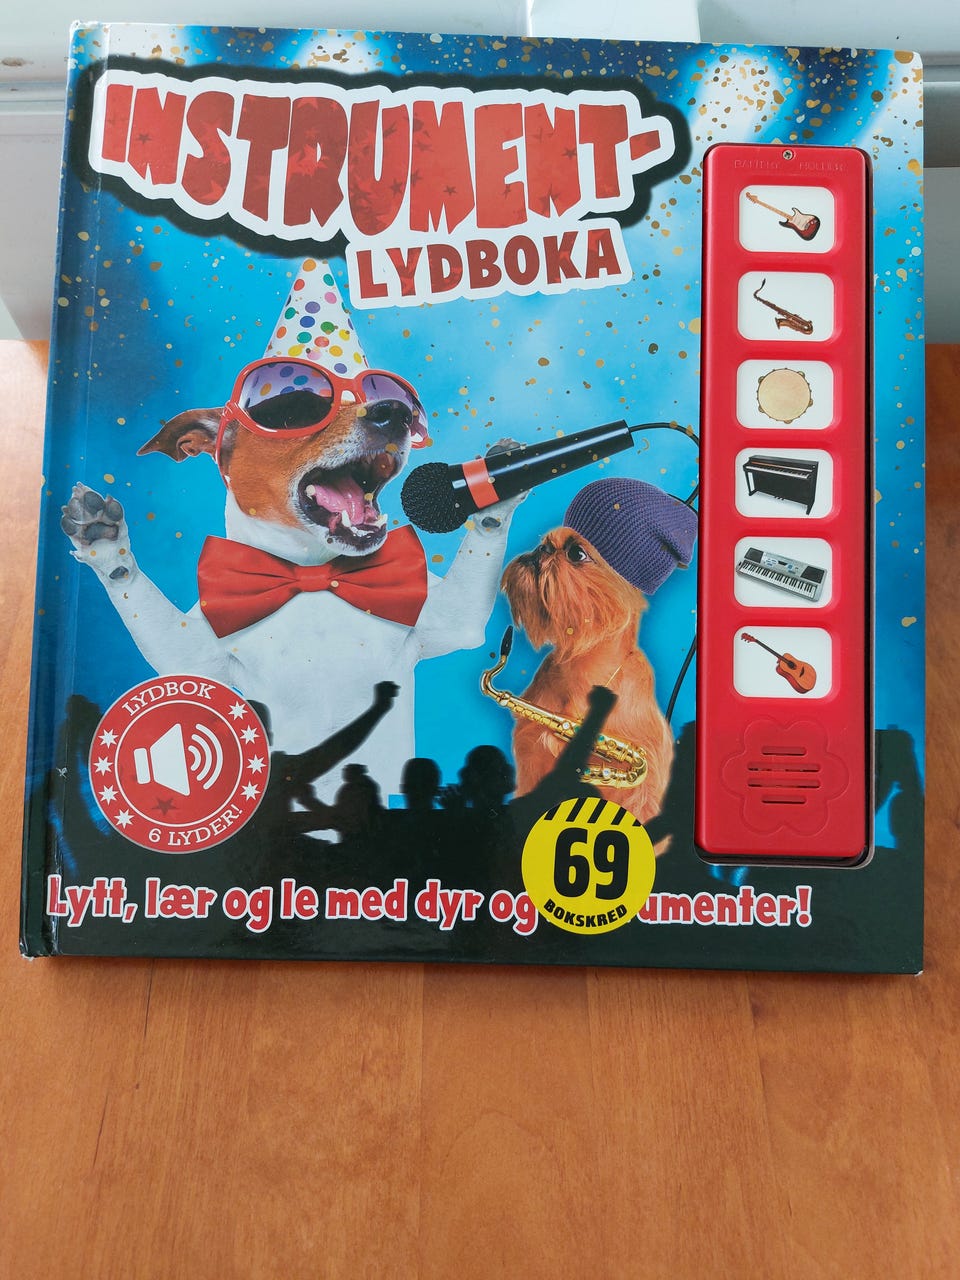 INSTRUMENT-
LYDBOKA
LYDBOK
6 LYDER!
69
BOKSKRED
Lytt, lær og le med dyr og umenter!